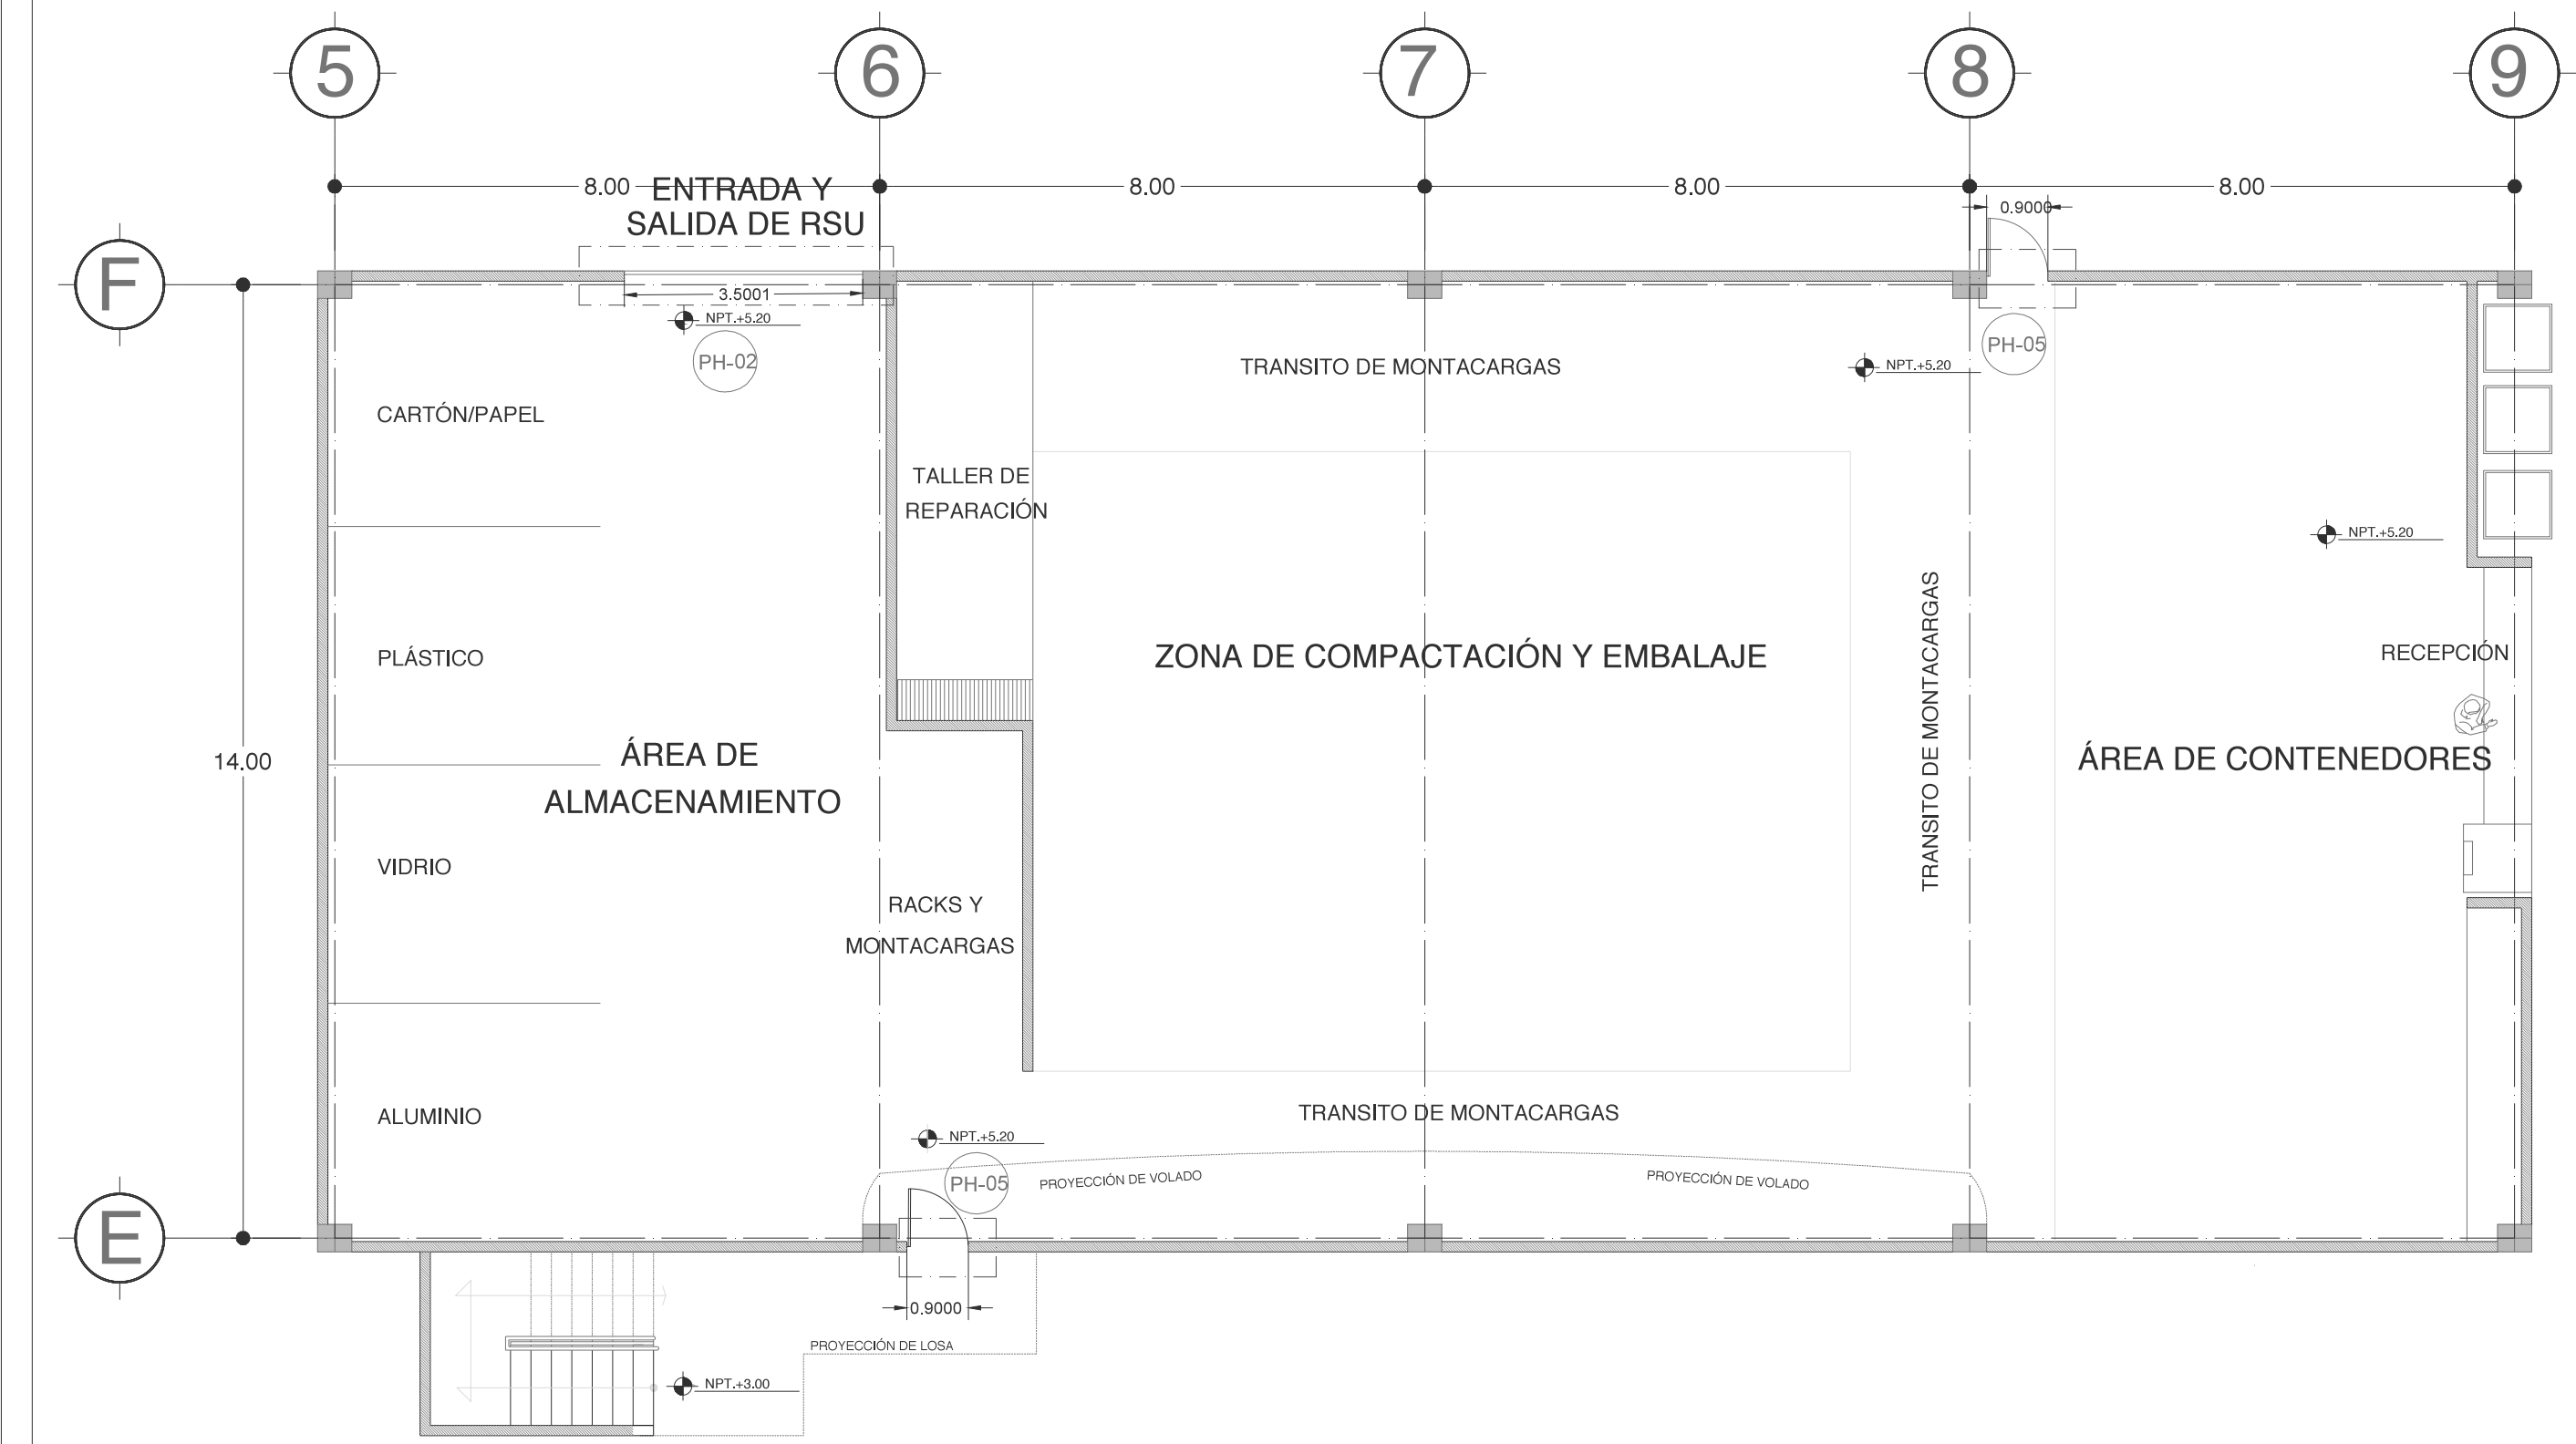 5
6
7
8
9
8.00
ENTRADA Y
SALIDA DE RSU
8.00
8.00
8.00
0.9000
F
3.5001
NPT.+5.20
PH-02
PH-05
TRANSITO DE MONTACARGAS
NPT.+5.20
CARTÓN/PAPEL
TALLER DE
REPARACIÓN
NPT.+5.20
PLÁSTICO
ZONA DE COMPACTACIÓN Y EMBALAJE
TRANSITO DE MONTACARGAS
RECEPCIÓN
14.00
ÁREA DE
ALMACENAMIENTO
ÁREA DE CONTENEDORES
VIDRIO
RACKS Y
MONTACARGAS
ALUMINIO
TRANSITO DE MONTACARGAS
NPT.+5.20
PH-05
PROYECCIÓN DE VOLADO
PROYECCIÓN DE VOLADO
E
0.9000
PROYECCIÓN DE LOSA
NPT.+3.00